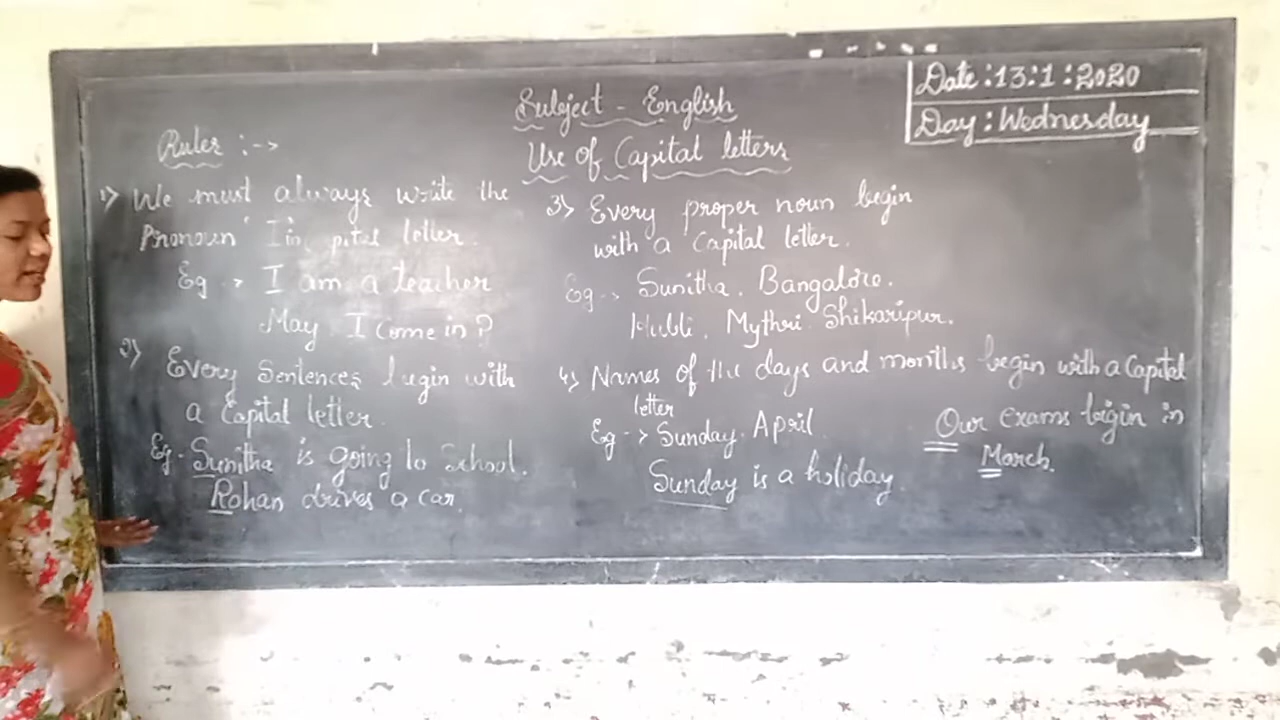 Date : 13 : 1 : 2020
Day : Wednesday
Subject - English
Use of Capital letters
Rules :->
1> We must always write the
Pronoun 'I in pital letter.
Eg -> I am a teacher
May I come in?
2> Every Sentences begin with
a Capital letter.
Eg - Sunitha is going to School.
Rohan drives a car.
3> Every proper noun begin
with a Capital letter.
Eg -> Sunitha. Bangalore.
Hubli. Mythri. Shikaripur.
4> Names of the days and months begin with a Capital
letter
Eg -> Sunday. April.
Sunday is a holiday.
Our exams begin in
March.